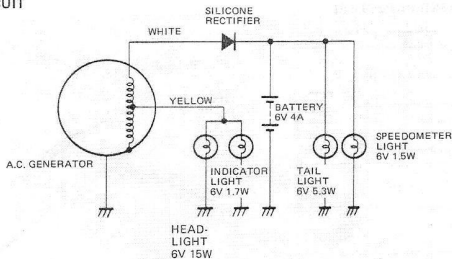 SILICONE
RECTIFIER
WHITE
YELLOW
BATTERY
6V 4A
SPEEDOMETER
LIGHT
6V 1.5W
A.C. GENERATOR
INDICATOR
LIGHT
6V 1.7W
TAIL
LIGHT
6V 5.3W
HEAD-
LIGHT
6V 15W